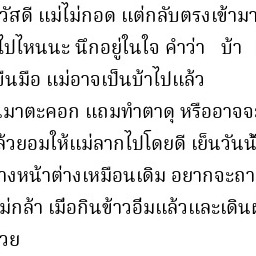 วัสดี แม่ไม่กอด แต่กลับตรงเข้ามา
ไปไหนนะ นึกอยู่ในใจ คำว่า บ้า
ยืนมือ แม่อาจเป็นบ้าไปแล้ว
มาตะคอก แถมทำตาดุ หรืออาจจะ
ล้วยอมให้แม่ลากไปโดยดี เย็นวันนั้
างหน้าต่างเหมือนเดิม อยากจะถา
ม่กล้า เมือกินข้าวอืมแล้วและเดินผ
วย